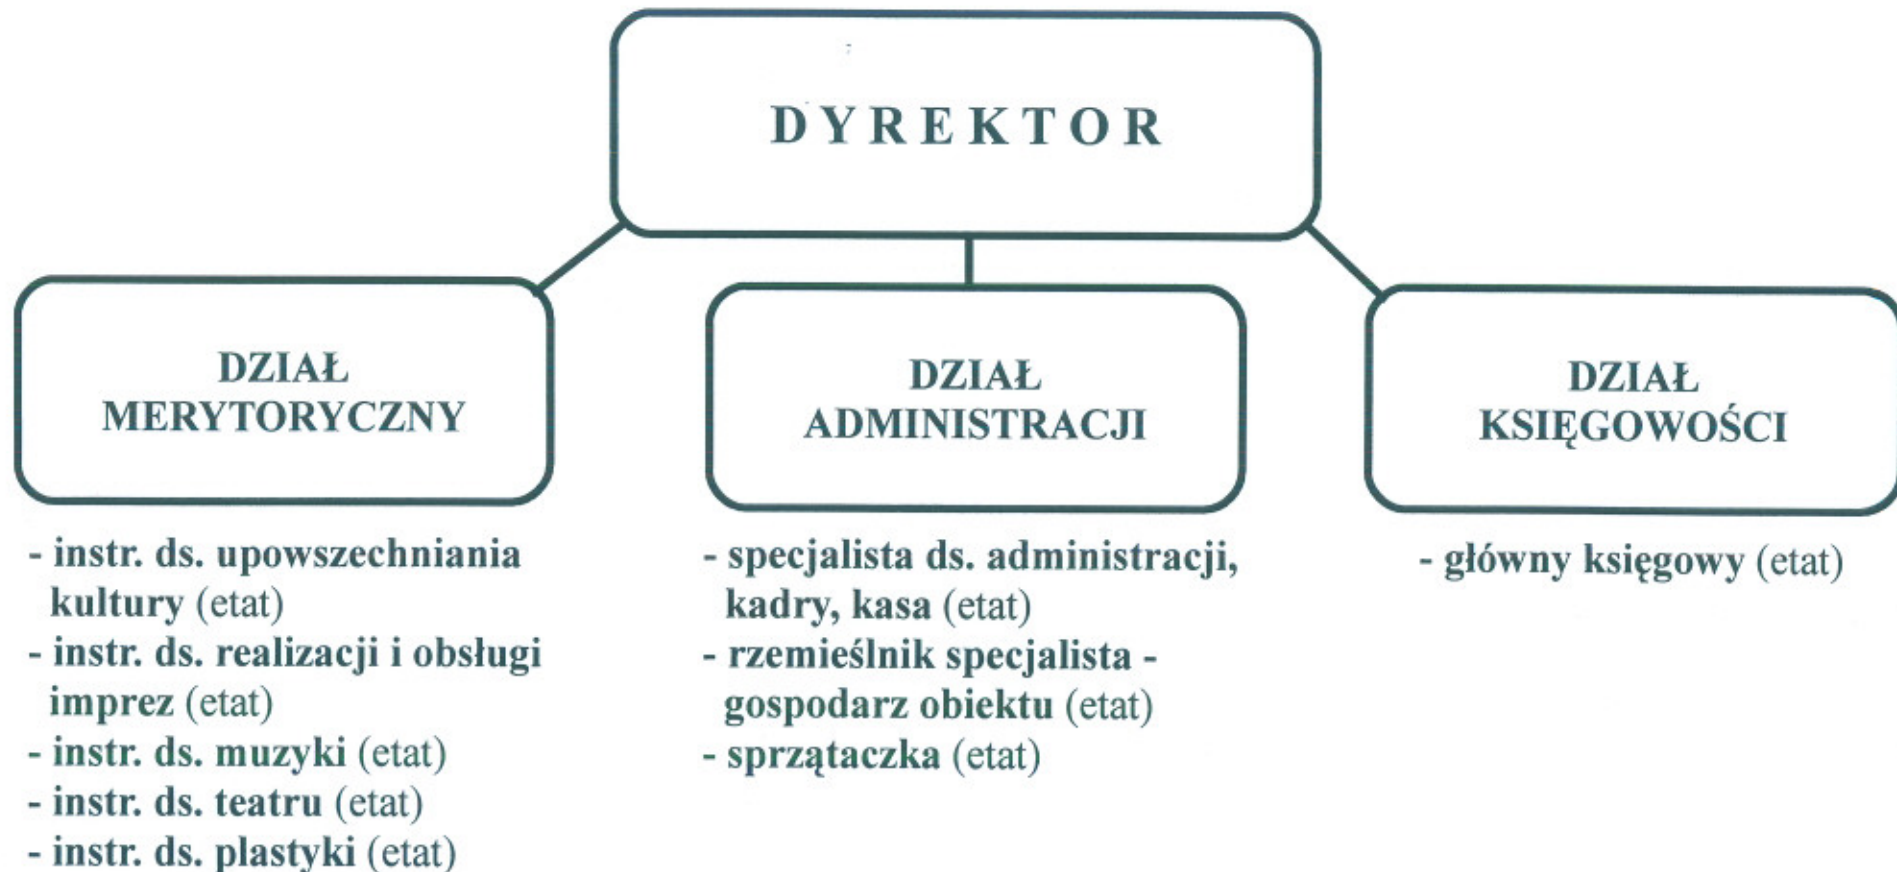 DYREKTOR
DZIAŁ
MERYTORYCZNY
- instr. ds. upowszechniania
kultury (etat)
- instr. ds. realizacji i obsługi
imprez (etat)
- instr. ds. muzyki (etat)
- instr. ds. teatru (etat)
- instr. ds. plastyki (etat)
DZIAŁ
ADMINISTRACJI
- specjalista ds. administracji,
kadry, kasa (etat)
- rzemieślnik specjalista -
gospodarz obiektu (etat)
- sprzątaczka (etat)
DZIAŁ
KSIĘGOWOŚCI
- główny księgowy (etat)